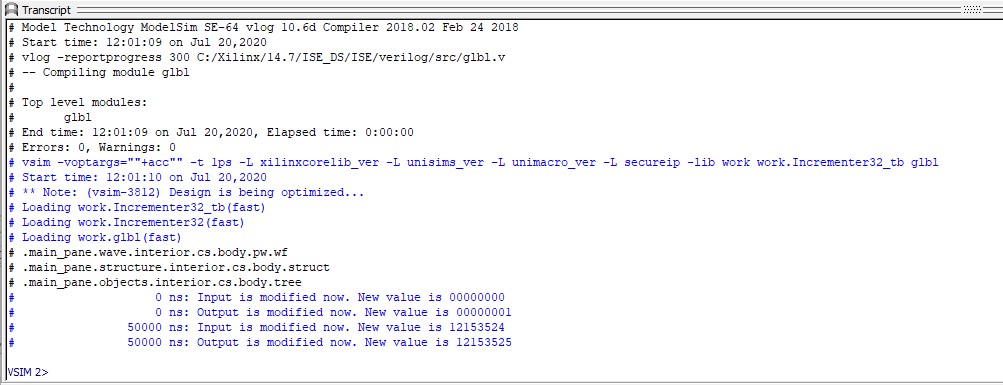 Transcript
# Model Technology ModelSim SE-64 vlog 10.6d Compiler 2018.02 Feb 24 2018
# Start time: 12:01:09 on Jul 20,2020
# vlog -reportprogress 300 C:/Xilinx/14.7/ISE_DS/ISE/verilog/src/glbl.v
# -- Compiling module glbl
#
# Top level modules:
#       glbl
# End time: 12:01:09 on Jul 20,2020, Elapsed time: 0:00:00
# Errors: 0, Warnings: 0
# vsim -voptargs=""+acc"" -t 1ps -L xilinxcorelib_ver -L unisims_ver -L unimacro_ver -L secureip -lib work work.Incrementer32_tb glbl
# Start time: 12:01:10 on Jul 20,2020
# ** Note: (vsim-3812) Design is being optimized...
# Loading work.Incrementer32_tb(fast)
# Loading work.Incrementer32(fast)
# Loading work.glbl(fast)
# .main_pane.wave.interior.cs.body.pw.wf
# .main_pane.structure.interior.cs.body.struct
# .main_pane.objects.interior.cs.body.tree
#                    0 ns: Input is modified now. New value is 00000000
#                    0 ns: Output is modified now. New value is 00000001
#                50000 ns: Input is modified now. New value is 12153524
#                50000 ns: Output is modified now. New value is 12153525
VSIM 2>